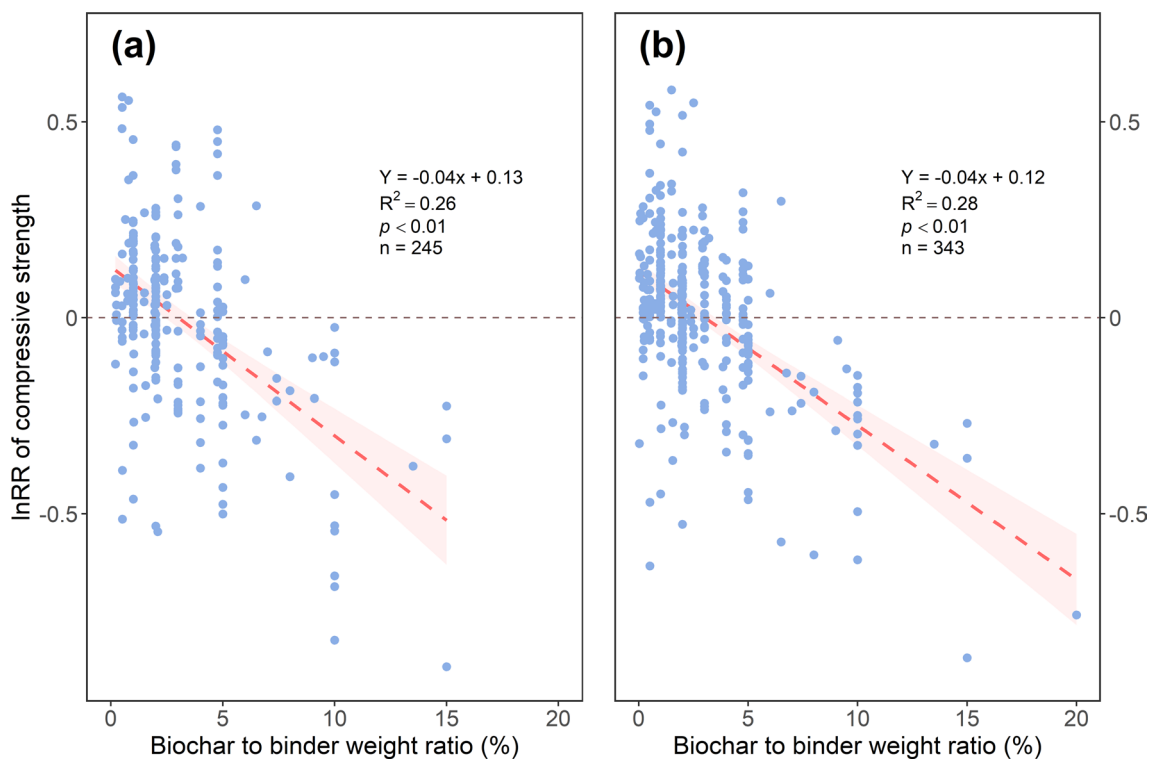 (a)
(b)
lnRR of compressive strength
0.5
0
-0.5
Y = -0.04x + 0.13
R² = 0.26
p < 0.01
n = 245
Y = -0.04x + 0.12
R² = 0.28
p < 0.01
n = 343
0.5
0
-0.5
0 5 10 15 20
0 5 10 15 20
Biochar to binder weight ratio (%)
Biochar to binder weight ratio (%)